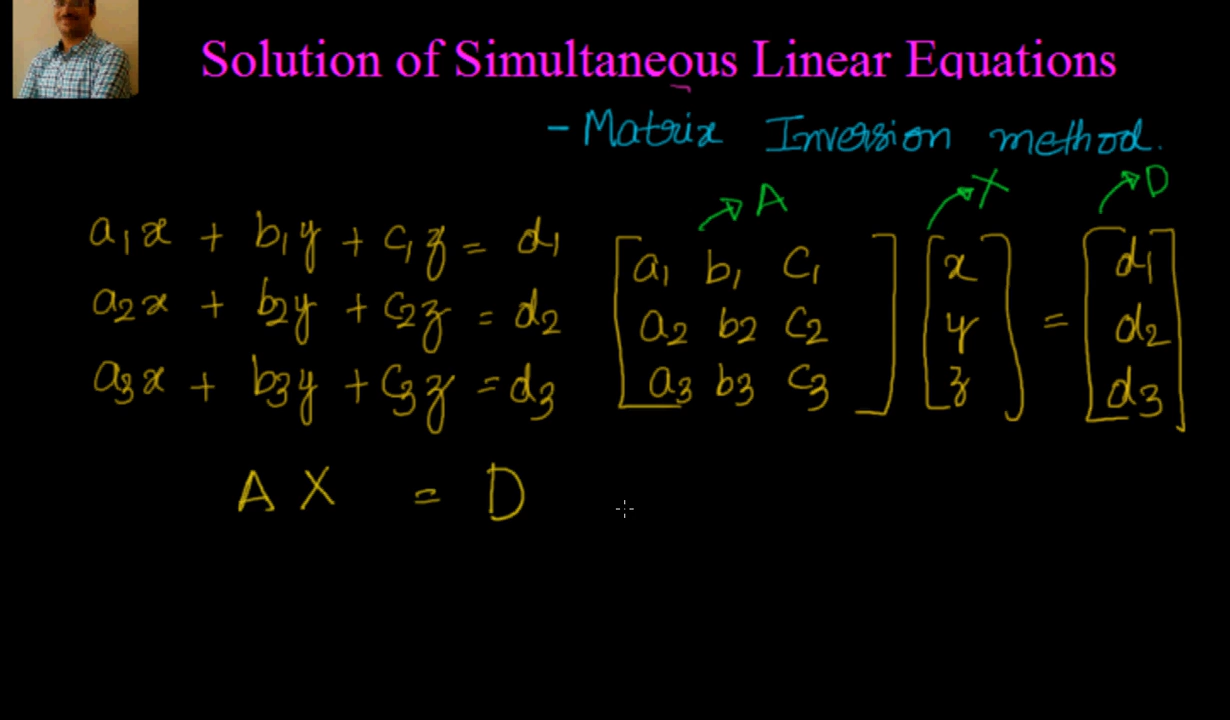 Solution of Simultaneous Linear Equations
- Matrix Inversion method.
→ A → X → D
a₁x + b₁y + c₁z = d₁ [a₁ b₁ c₁] [x] = [d₁]
a₂x + b₂y + c₂z = d₂ [a₂ b₂ c₂] [y] = [d₂]
a₃x + b₃y + c₃z = d₃ [a₃ b₃ c₃] [z] = [d₃]
A X = D